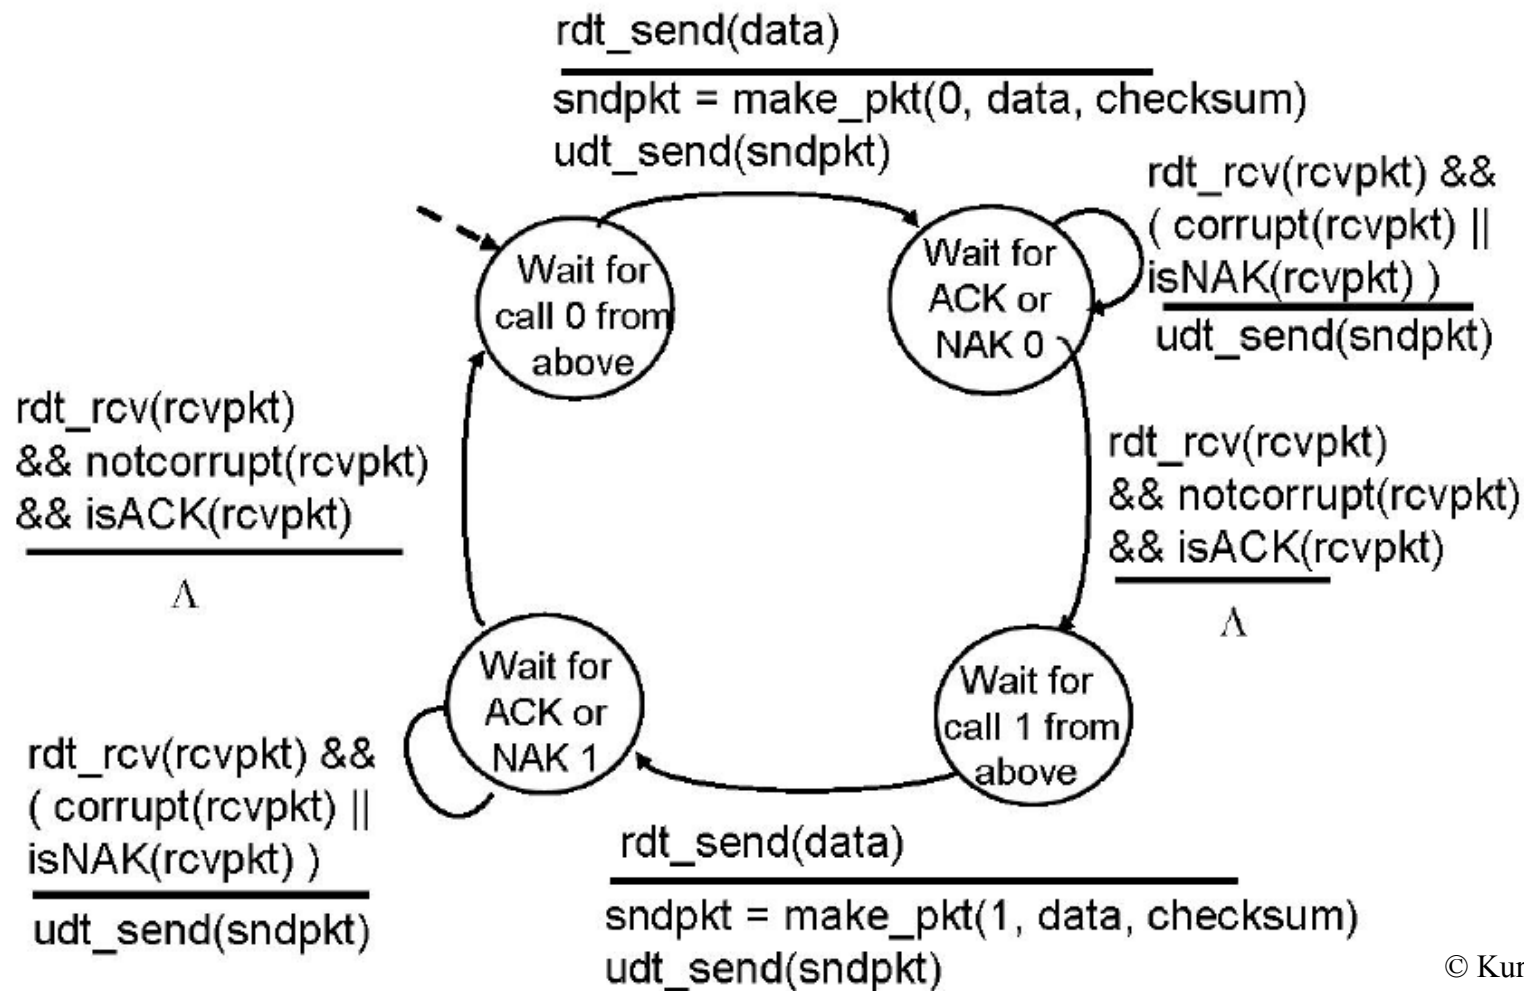 rdt_send(data)
sndpkt = make_pkt(0, data, checksum)
udt_send(sndpkt)
rdt_rcv(rcvpkt) &&
( corrupt(rcvpkt) ||
isNAK(rcvpkt) )
udt_send(sndpkt)
Wait for
call 0 from
above
Wait for
ACK or
NAK 0
rdt_rcv(rcvpkt)
&& notcorrupt(rcvpkt)
&& isACK(rcvpkt)
Λ
rdt_rcv(rcvpkt)
&& notcorrupt(rcvpkt)
&& isACK(rcvpkt)
Λ
Wait for
ACK or
NAK 1
Wait for
call 1 from
above
rdt_rcv(rcvpkt) &&
( corrupt(rcvpkt) ||
isNAK(rcvpkt) )
udt_send(sndpkt)
rdt_send(data)
sndpkt = make_pkt(1, data, checksum)
udt_send(sndpkt)
© Kur